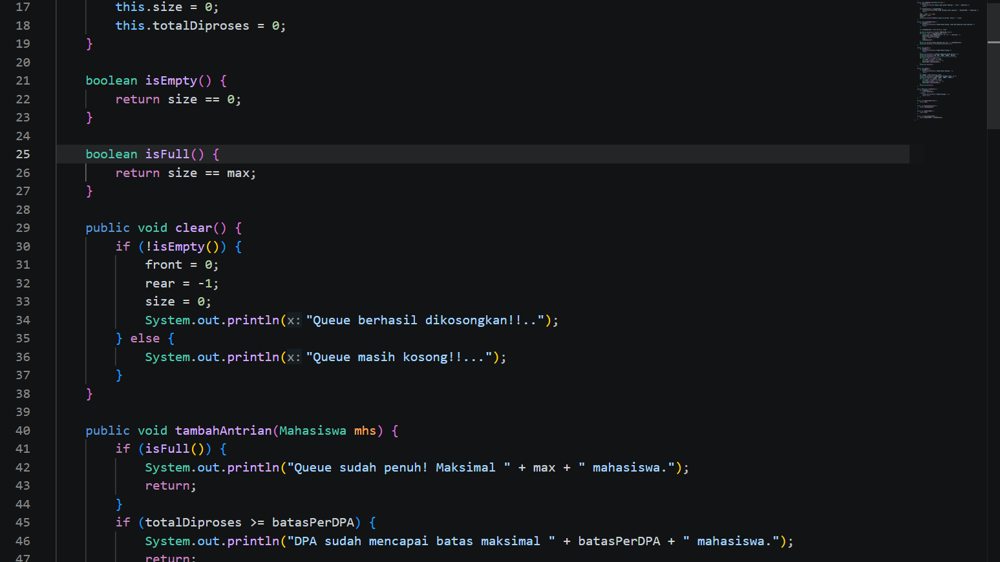 17 this.size = 0;
18 this.totalDiproses = 0;
19 }
20
21 boolean isEmpty() {
22 return size == 0;
23 }
24
25 boolean isFull() {
26 return size == max;
27 }
28
29 public void clear() {
30 if (!isEmpty()) {
31 front = 0;
32 rear = -1;
33 size = 0;
34 System.out.println(x: "Queue berhasil dikosongkan!!..");
35 } else {
36 System.out.println(x: "Queue masih kosong!!...");
37 }
38 }
39
40 public void tambahAntrian(Mahasiswa mhs) {
41 if (isFull()) {
42 System.out.println("Queue sudah penuh! Maksimal " + max + " mahasiswa.");
43 return;
44 }
45 if (totalDiproses >= batasPerDPA) {
46 System.out.println("DPA sudah mencapai batas maksimal " + batasPerDPA + " mahasiswa.");
47 return;